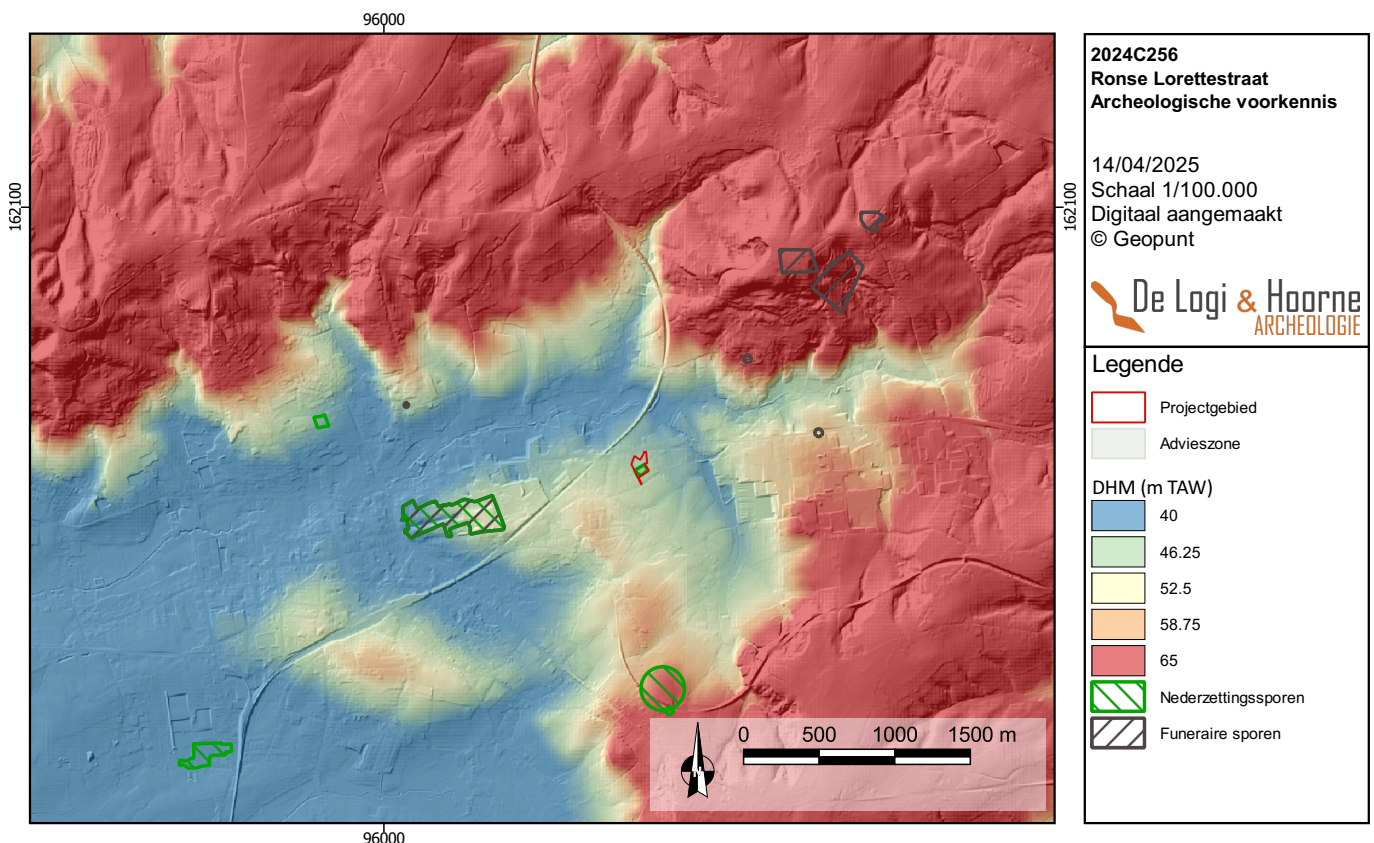 96000
162100
162100
96000
0 500 1000 1500 m
2024C256
Ronse Lorettestraat
Archeologische voorkennis
14/04/2025
Schaal 1/100.000
Digitaal aangemaakt
© Geopunt
De Logi & Hoorne
ARCHEOLOGIE
Legende
Projectgebied
Advieszone
DHM (m TAW)
40
46.25
52.5
58.75
65
Nederzettingssporen
Funeraire sporen